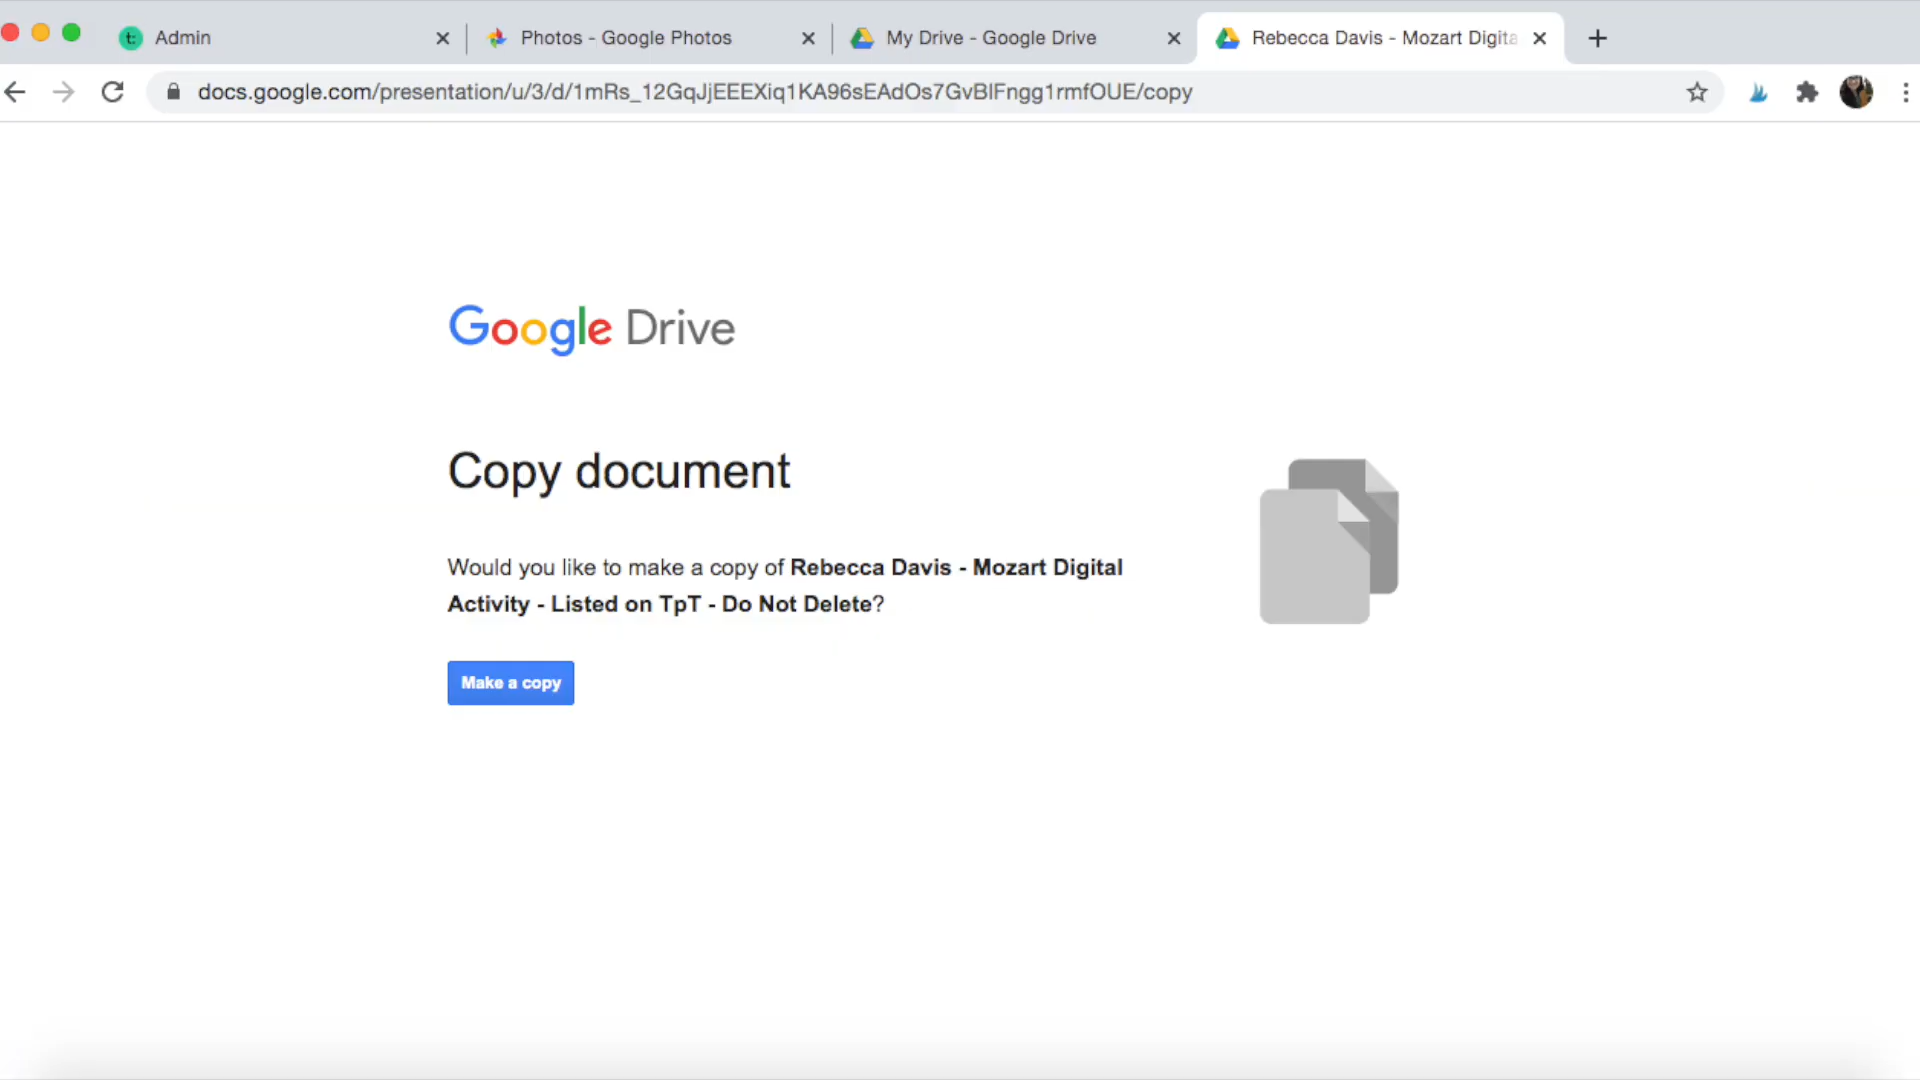 Admin
Photos - Google Photos
My Drive - Google Drive
Rebecca Davis - Mozart Digita
docs.google.com/presentation/u/3/d/1mRs_12GqJjEEEXiq1KA96sEAdOs7GvBlFngg1rmfOUE/copy
Google Drive
Copy document
Would you like to make a copy of Rebecca Davis - Mozart Digital
Activity - Listed on TpT - Do Not Delete?
Make a copy